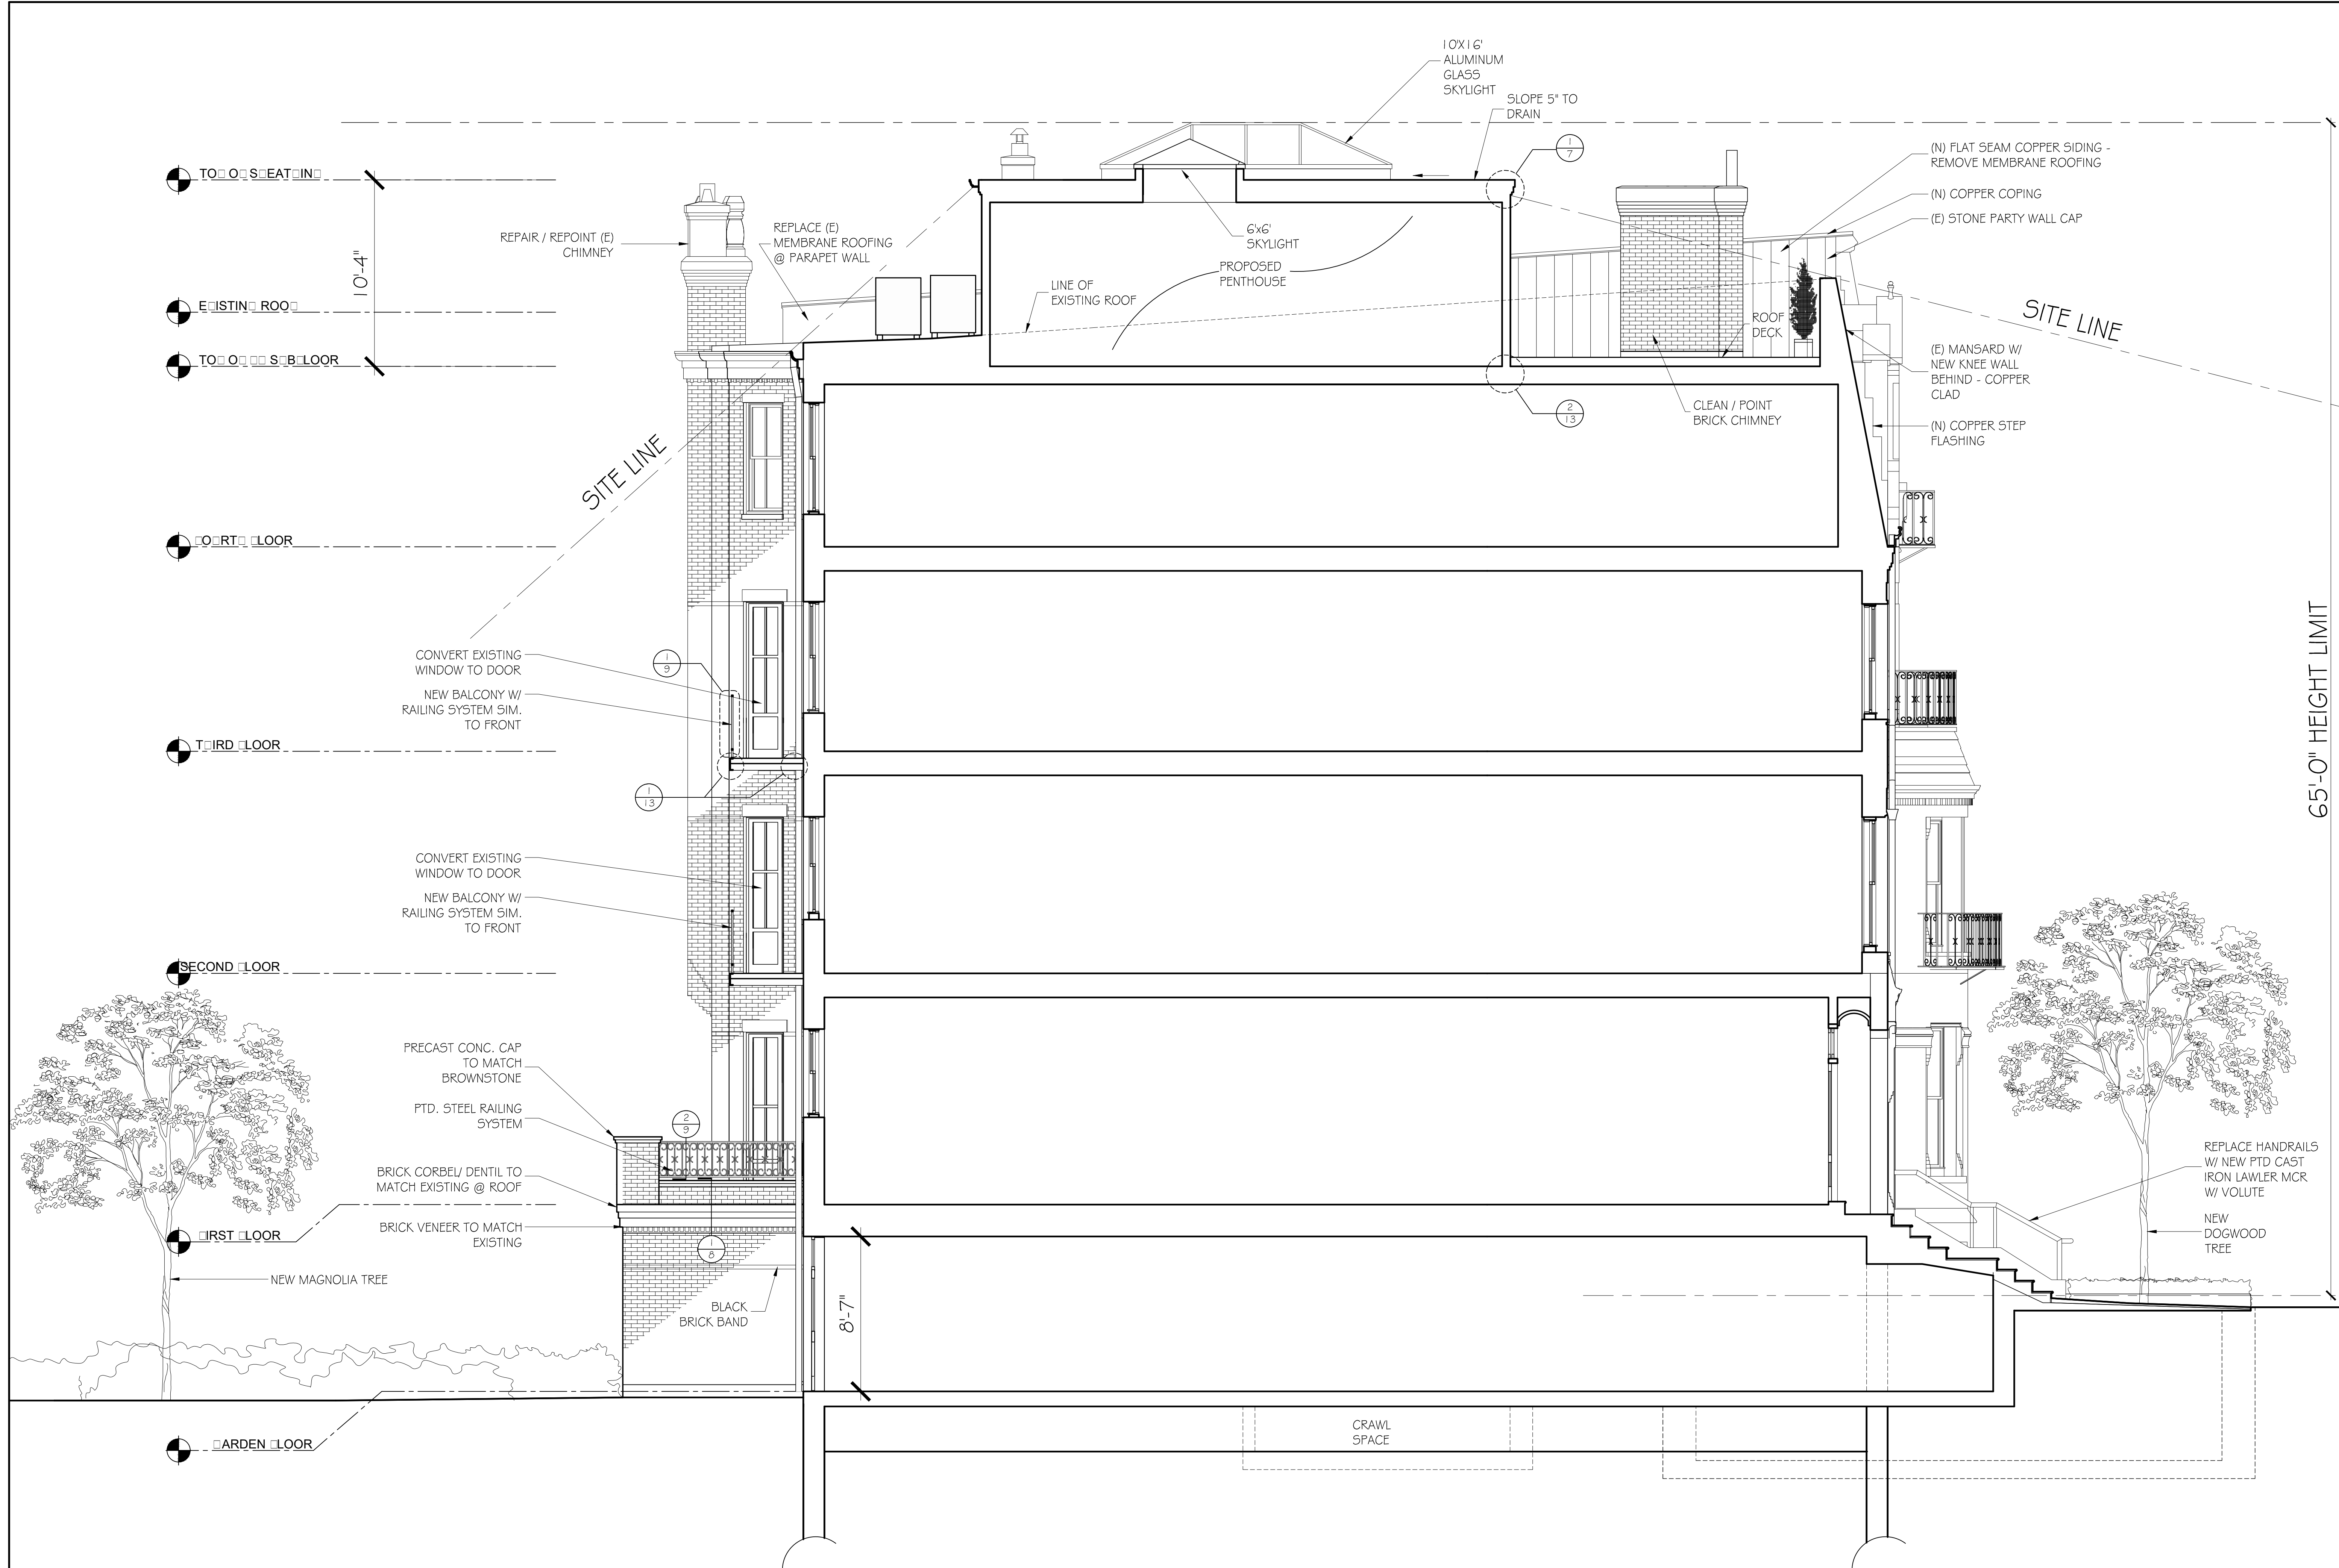 10'X16'
ALUMINUM
GLASS
SKYLIGHT
SLOPE 5" TO
DRAIN
1
7
(N) FLAT SEAM COPPER SIDING -
REMOVE MEMBRANE ROOFING
(N) COPPER COPING
(E) STONE PARTY WALL CAP
10'-4"
REPAIR / REPOINT (E)
CHIMNEY
REPLACE (E)
MEMBRANE ROOFING
@ PARAPET WALL
6'x6'
SKYLIGHT
PROPOSED
PENTHOUSE
LINE OF
EXISTING ROOF
ROOF
DECK
SITE LINE
(E) MANSARD W/
NEW KNEE WALL
BEHIND - COPPER
CLAD
CLEAN / POINT
BRICK CHIMNEY
2
13
(N) COPPER STEP
FLASHING
SITE LINE
65'-0" HEIGHT LIMIT
CONVERT EXISTING
WINDOW TO DOOR
1
9
NEW BALCONY W/
RAILING SYSTEM SIM.
TO FRONT
1
13
CONVERT EXISTING
WINDOW TO DOOR
NEW BALCONY W/
RAILING SYSTEM SIM.
TO FRONT
SECOND
PRECAST CONC. CAP
TO MATCH
BROWNSTONE
PTD. STEEL RAILING
SYSTEM
2
9
BRICK CORBEL/ DENTIL TO
MATCH EXISTING @ ROOF
BRICK VENEER TO MATCH
EXISTING
1
8
NEW MAGNOLIA TREE
BLACK
BRICK BAND
8'-7"
REPLACE HANDRAILS
W/ NEW PTD CAST
IRON LAWLER MCR
W/ VOLUTE
NEW
DOGWOOD
TREE
CRAWL
SPACE